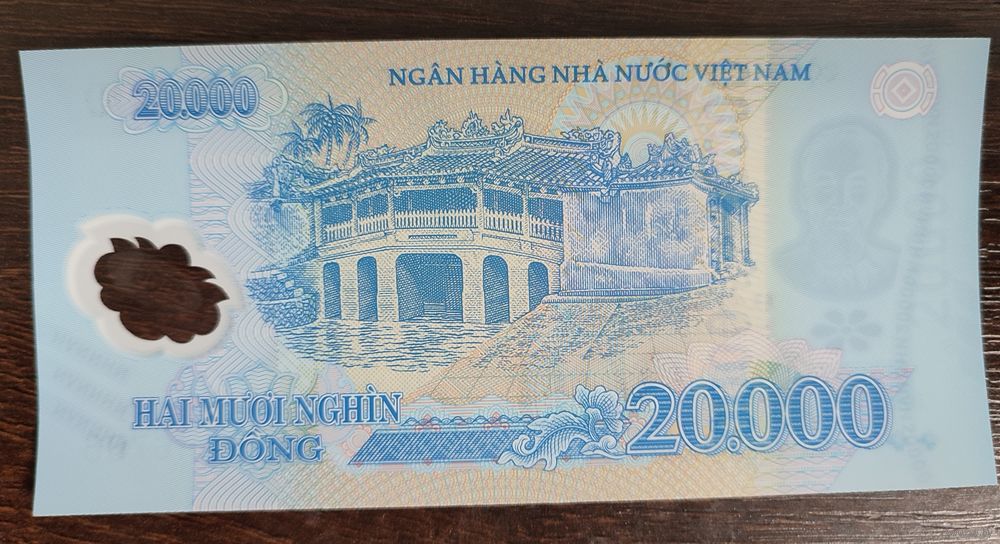 NGÂN HÀNG NHÀ NƯỚC VIỆT NAM
20.000
HAI MƯƠI NGHÌN
ĐỒNG
20.000